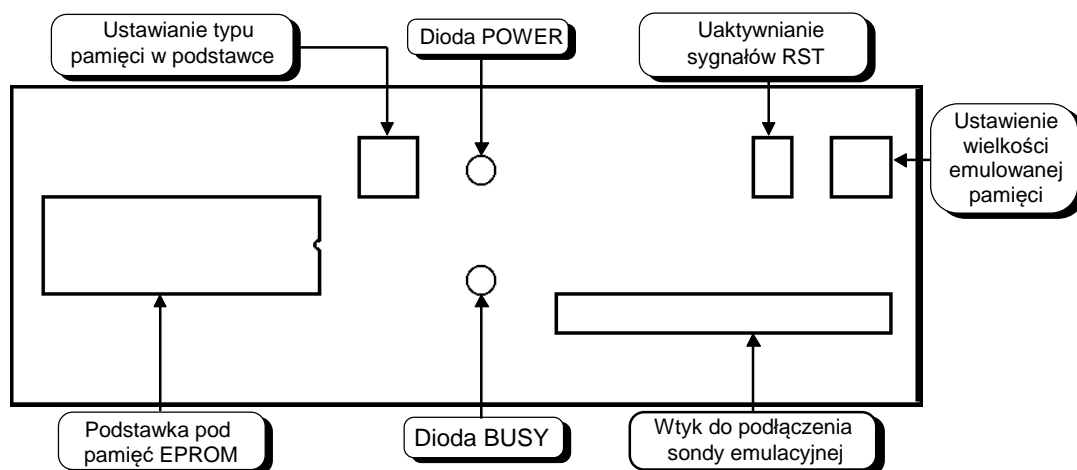 Ustawianie typu
pamięci w podstawce
Dioda POWER
Uaktywnianie
sygnałów RST
Ustawienie
wielkości
emulowanej
pamięci
Podstawka pod
pamięć EPROM
Dioda BUSY
Wtyk do podłączenia
sondy emulacyjnej